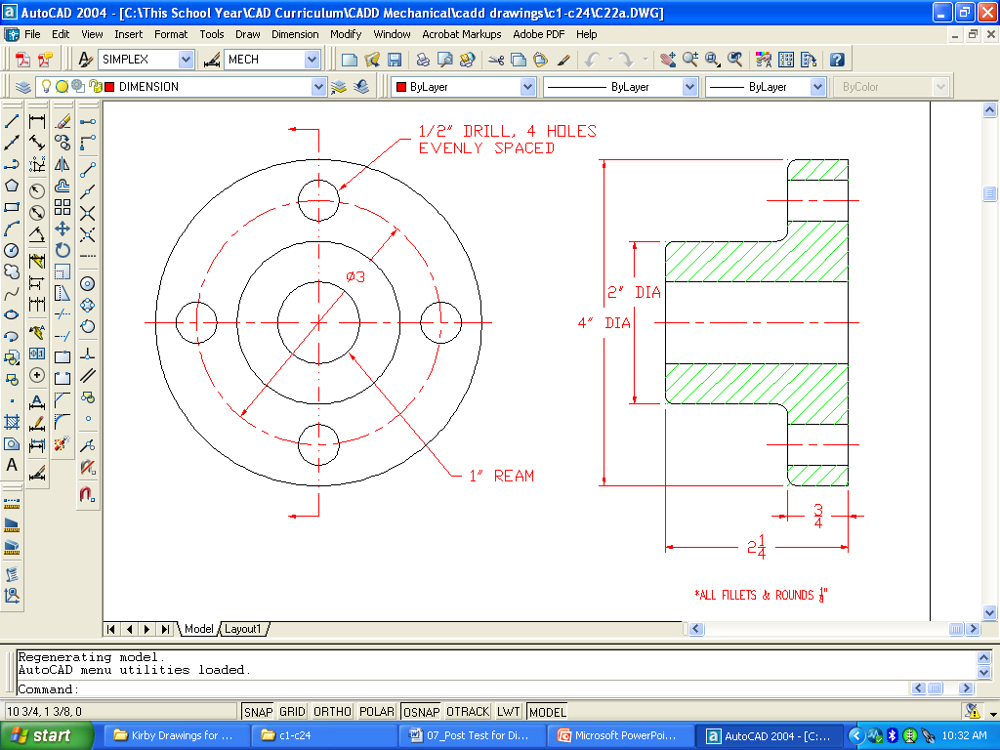 AutoCAD 2004 - [C:\This School Year\CAD Curriculum\CADD Mechanical\cadd drawings\c1-c24\C22a.DWG]
File Edit View Insert Format Tools Draw Dimension Modify Window Acrobat Markups Adobe PDF Help
SIMPLEX MECH
DIMENSION ByLayer ByLayer ByLayer ByColor
1/2" DRILL, 4 HOLES
EVENLY SPACED
Ø3
2" DIA
4" DIA
1" REAM
3/4
2 1/4
*ALL FILLETS & ROUNDS 1/8"
Model Layout1
Regenerating model.
AutoCAD menu utilities loaded.
Command:
10 3/4, 1 3/8, 0 SNAP GRID ORTHO POLAR OSNAP OTRACK LWT MODEL
start Kirby Drawings for ... c1-c24 07_Post Test for Di... Microsoft PowerPoi... AutoCAD 2004 - [C:... 10:32 AM